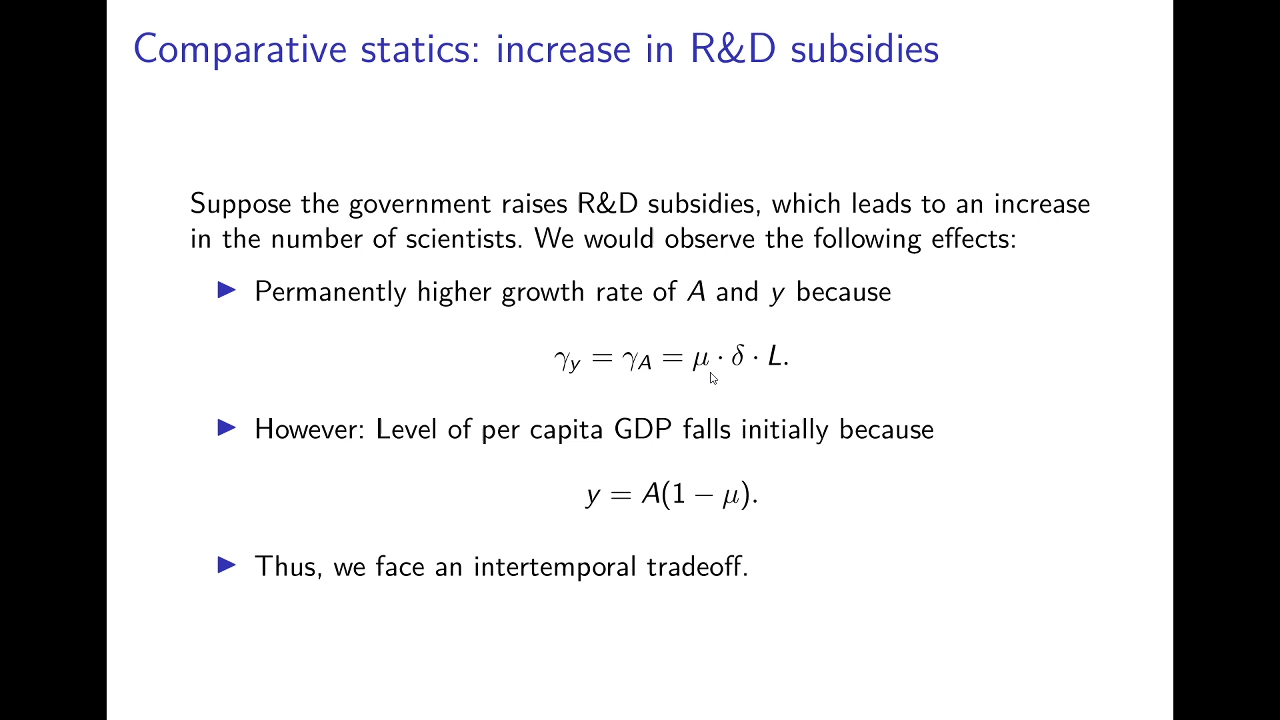 Comparative statics: increase in R&D subsidies
Suppose the government raises R&D subsidies, which leads to an increase
in the number of scientists. We would observe the following effects:
▶ Permanently higher growth rate of A and y because
γ_y = γ_A = μ · δ · L.
▶ However: Level of per capita GDP falls initially because
y = A(1 − μ).
▶ Thus, we face an intertemporal tradeoff.